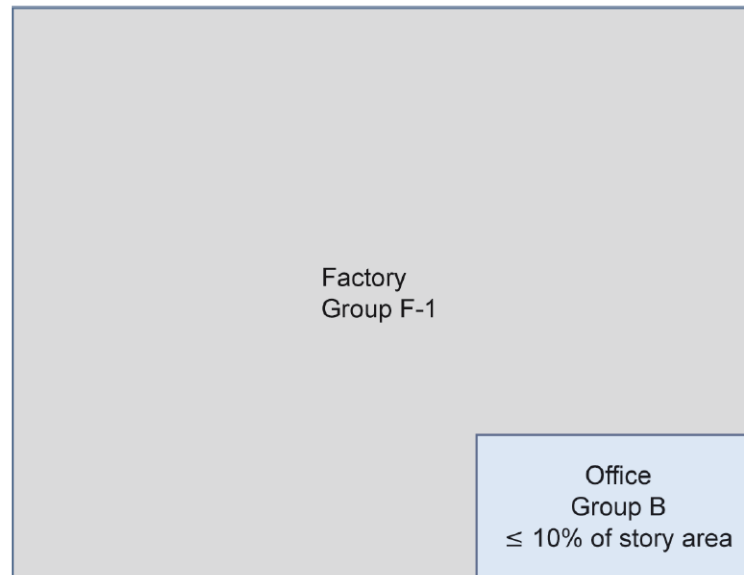 Factory
Group F-1
Office
Group B
≤ 10% of story area